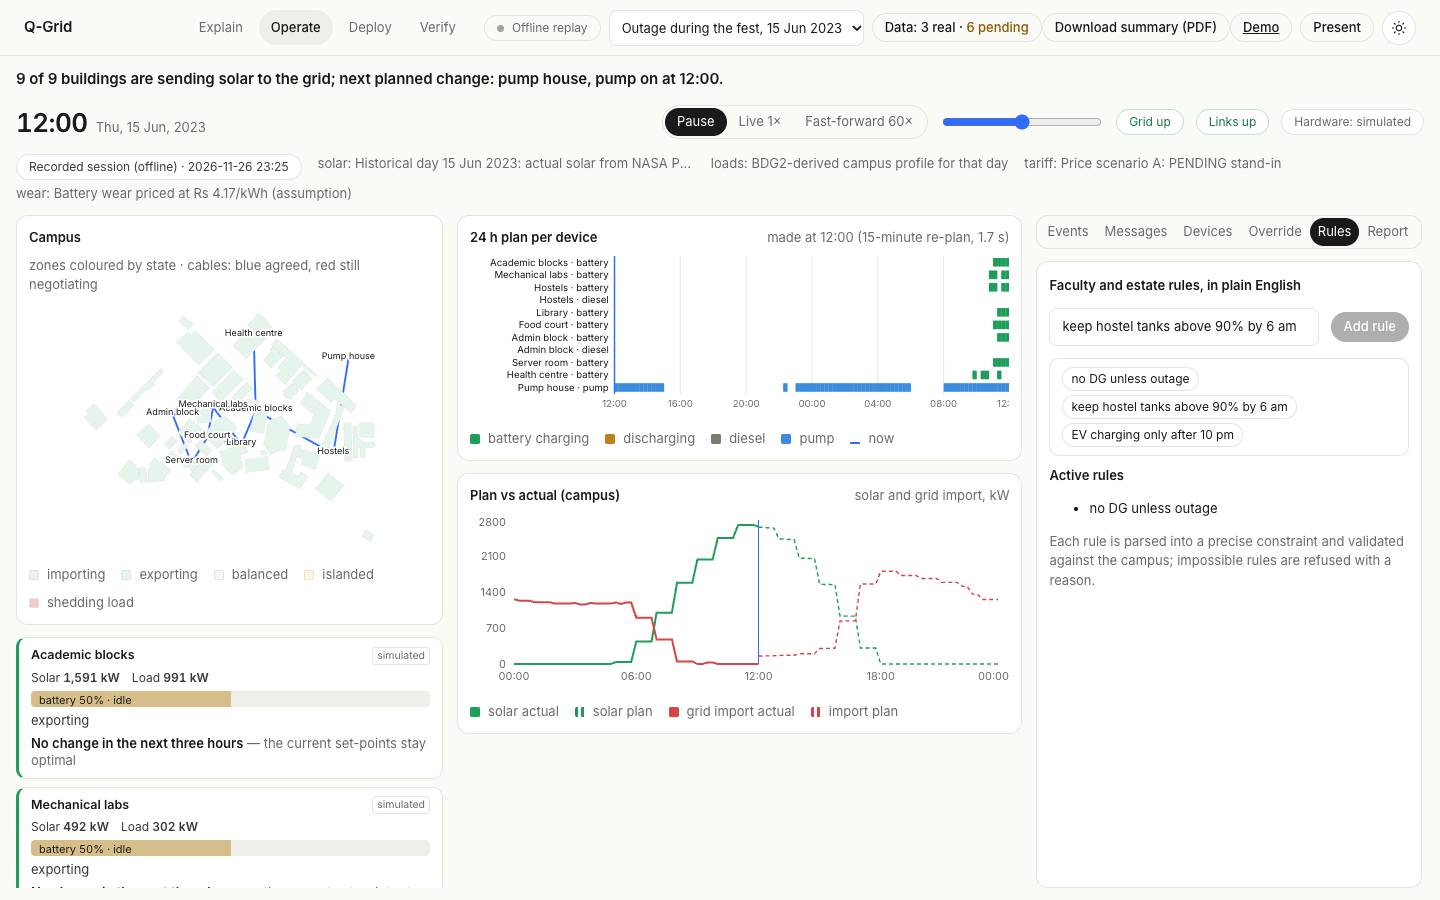 Q-Grid
Explain
Operate
Deploy
Verify
Offline replay
Outage during the fest, 15 Jun 2023
Data: 3 real · 6 pending
Download summary (PDF)
Demo
Present
9 of 9 buildings are sending solar to the grid; next planned change: pump house, pump on at 12:00.
12:00 Thu, 15 Jun, 2023
Pause
Live 1×
Fast-forward 60×
Grid up
Links up
Hardware: simulated
Recorded session (offline) · 2026-11-26 23:25
solar: Historical day 15 Jun 2023: actual solar from NASA P...
loads: BDG2-derived campus profile for that day
tariff: Price scenario A: PENDING stand-in
wear: Battery wear priced at Rs 4.17/kWh (assumption)
Campus
zones coloured by state · cables: blue agreed, red still
negotiating
Health centre
Pump house
Mechanical labs
Admin block
Academic blocks
Food court
Library
Hostels
Server room
importing
exporting
balanced
islanded
shedding load
Academic blocks
simulated
Solar 1,591 kW Load 991 kW
battery 50% · idle
exporting
No change in the next three hours — the current set-points stay
optimal
Mechanical labs
simulated
Solar 492 kW Load 302 kW
battery 50% · idle
exporting
24 h plan per device
made at 12:00 (15-minute re-plan, 1.7 s)
Academic blocks · battery
Mechanical labs · battery
Hostels · battery
Hostels · diesel
Library · battery
Food court · battery
Admin block · battery
Admin block · diesel
Server room · battery
Health centre · battery
Pump house · pump
12:00 16:00 20:00 00:00 04:00 08:00 12:
battery charging
discharging
diesel
pump
now
Plan vs actual (campus)
solar and grid import, kW
2800
2100
1400
700
0
00:00 06:00 12:00 18:00 00:00
solar actual
solar plan
grid import actual
import plan
Events
Messages
Devices
Override
Rules
Report
Faculty and estate rules, in plain English
keep hostel tanks above 90% by 6 am
Add rule
no DG unless outage
keep hostel tanks above 90% by 6 am
EV charging only after 10 pm
Active rules
• no DG unless outage
Each rule is parsed into a precise constraint and validated
against the campus; impossible rules are refused with a
reason.